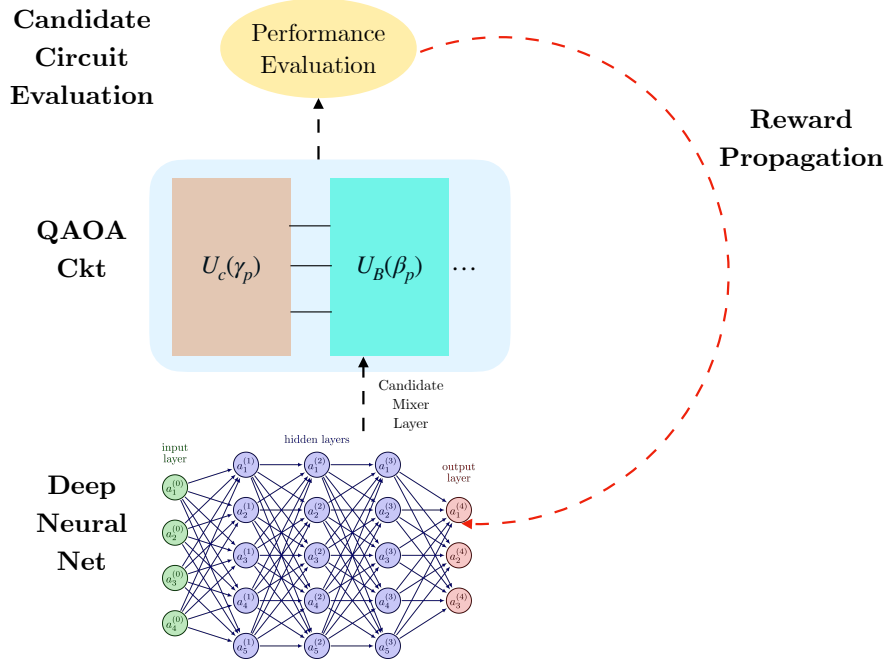 Candidate
Circuit
Evaluation
Performance
Evaluation
Reward
Propagation
QAOA
Ckt
U_c(γ_p)
U_B(β_p)
...
Candidate
Mixer
Layer
Deep
Neural
Net
input
layer
hidden layers
output
layer
a_1^{(0)}
a_2^{(0)}
a_3^{(0)}
a_4^{(0)}
a_1^{(1)}
a_2^{(1)}
a_3^{(1)}
a_4^{(1)}
a_5^{(1)}
a_1^{(2)}
a_2^{(2)}
a_3^{(2)}
a_4^{(2)}
a_5^{(2)}
a_1^{(3)}
a_2^{(3)}
a_3^{(3)}
a_4^{(3)}
a_5^{(3)}
a_1^{(4)}
a_2^{(4)}
a_3^{(4)}